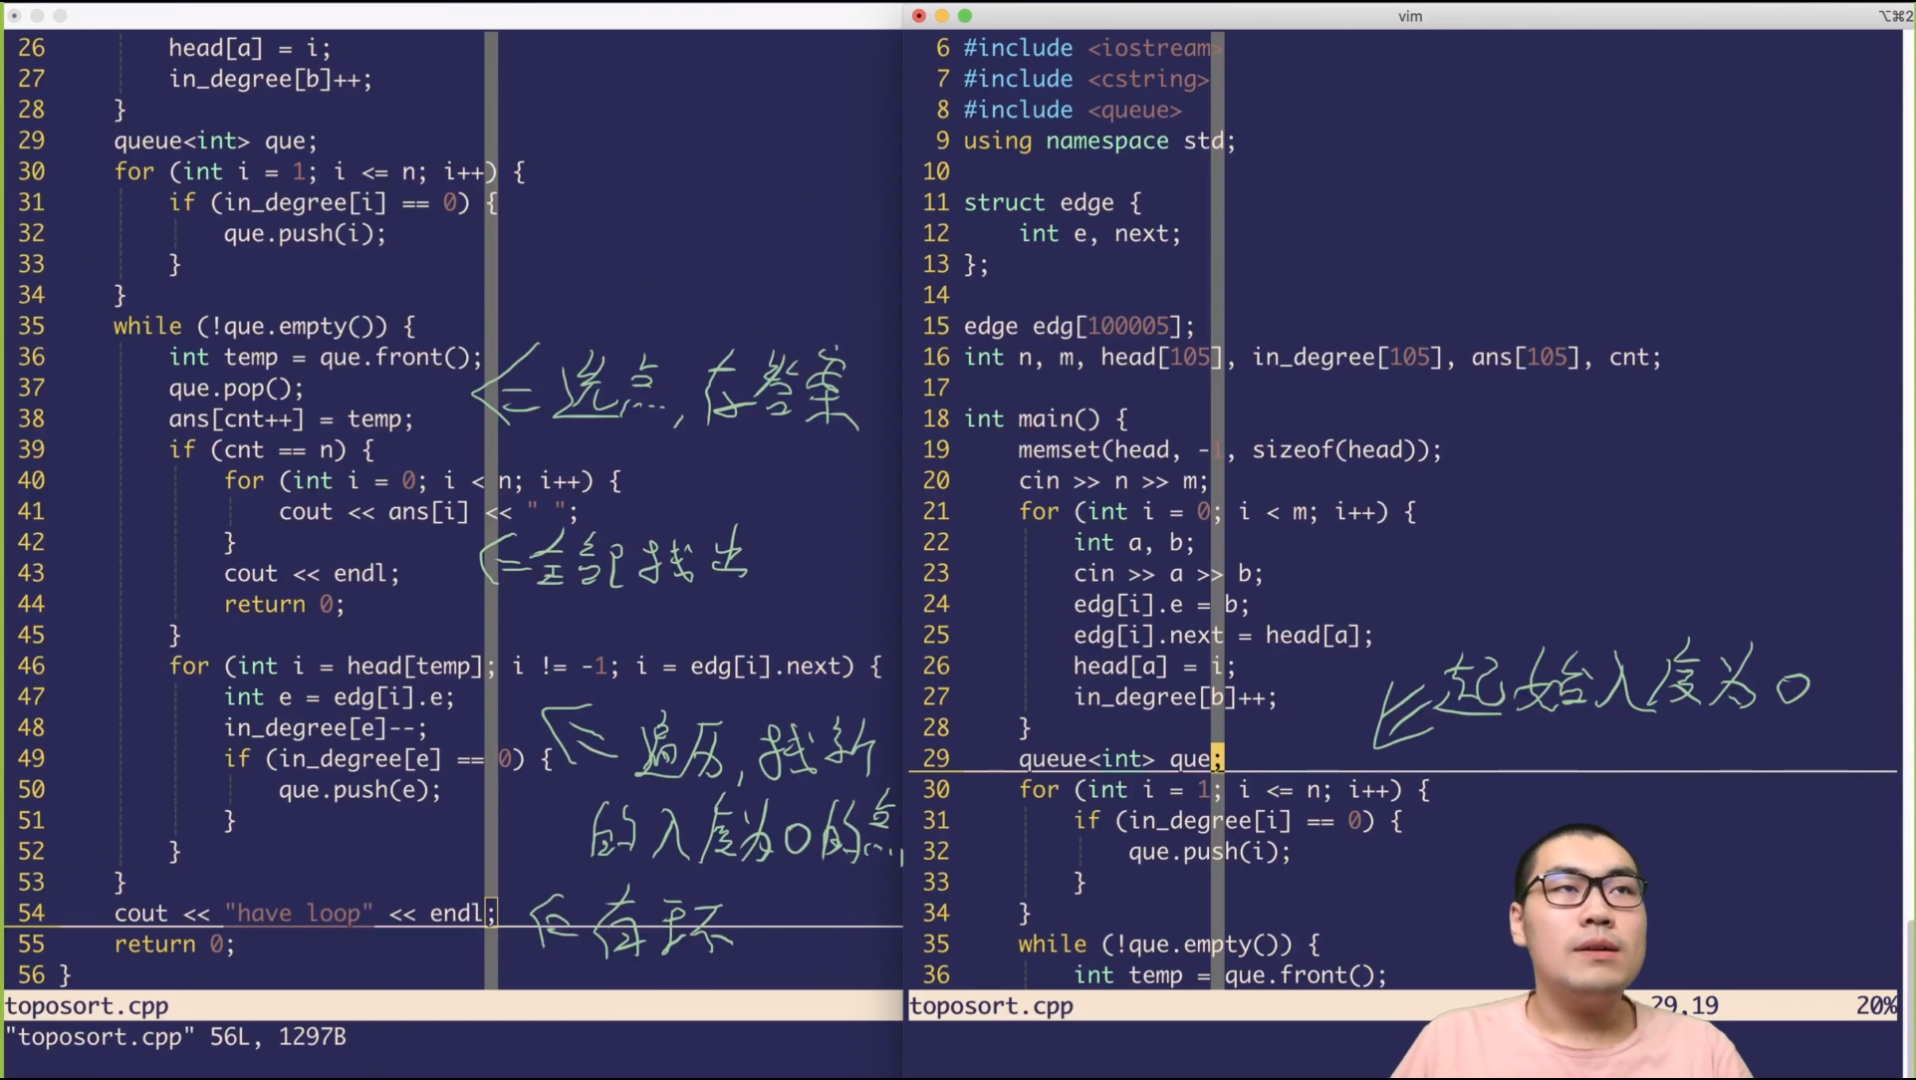 26 head[a] = i;
27 in_degree[b]++;
28 }
29 queue<int> que;
30 for (int i = 1; i <= n; i++) {
31 if (in_degree[i] == 0) {
32 que.push(i);
33 }
34 }
35 while (!que.empty()) {
36 int temp = que.front();
37 que.pop();
38 ans[cnt++] = temp;
39 if (cnt == n) {
40 for (int i = 0; i < n; i++) {
41 cout << ans[i] << " ";
42 }
43 cout << endl;
44 return 0;
45 }
46 for (int i = head[temp]; i != -1; i = edg[i].next) {
47 int e = edg[i].e;
48 in_degree[e]--;
49 if (in_degree[e] == 0) {
50 que.push(e);
51 }
52 }
53 }
54 cout << "have loop" << endl;
55 return 0;
56 }
toposort.cpp
"toposort.cpp" 56L, 1297B
选点,存答案
全部找出
遍历,找新
的入度为0的点
有环
vim
⌥⌘2
6 #include <iostream>
7 #include <cstring>
8 #include <queue>
9 using namespace std;
10
11 struct edge {
12 int e, next;
13 };
14
15 edge edg[100005];
16 int n, m, head[105], in_degree[105], ans[105], cnt;
17
18 int main() {
19 memset(head, -1, sizeof(head));
20 cin >> n >> m;
21 for (int i = 0; i < m; i++) {
22 int a, b;
23 cin >> a >> b;
24 edg[i].e = b;
25 edg[i].next = head[a];
26 head[a] = i;
27 in_degree[b]++;
28 }
29 queue<int> que;
30 for (int i = 1; i <= n; i++) {
31 if (in_degree[i] == 0) {
32 que.push(i);
33 }
34 }
35 while (!que.empty()) {
36 int temp = que.front();
toposort.cpp 29,19 20%
起始入度为0